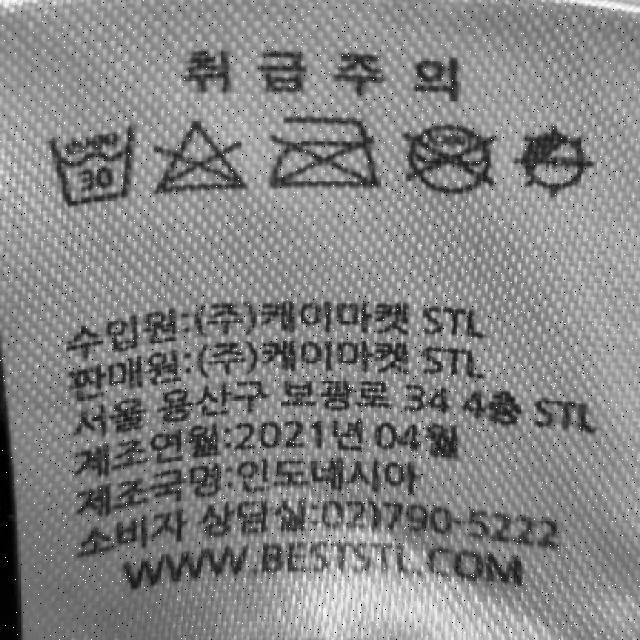 취급주의
30
수입원:(주)케이마켓 STL
판매원:(주)케이마켓 STL
서울 용산구 보광로 34 4층 STL
제조연월:2021년 04월
제조국명:인도네시아
소비자 상담실:02)790-5222
WWW.BESTSTL.COM